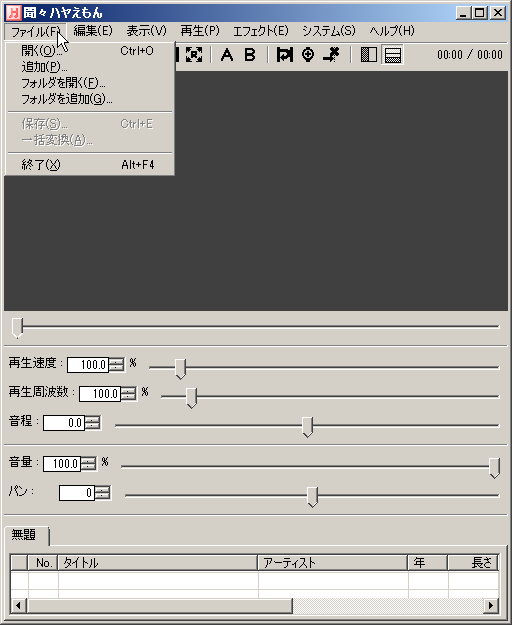 聞々ハヤえもん
ファイル(F) 編集(E) 表示(V) 再生(P) エフェクト(E) システム(S) ヘルプ(H)
開く(O)... Ctrl+O
追加(P)...
フォルダを開く(F)...
フォルダを追加(G)...
保存(S)... Ctrl+E
一括変換(A)...
終了(X) Alt+F4
R A B 00:00 / 00:00
再生速度: 100.0 %
再生周波数: 100.0 %
音程: 0.0
音量: 100.0 %
パン: 0
無題
No. タイトル アーティスト 年 長さ